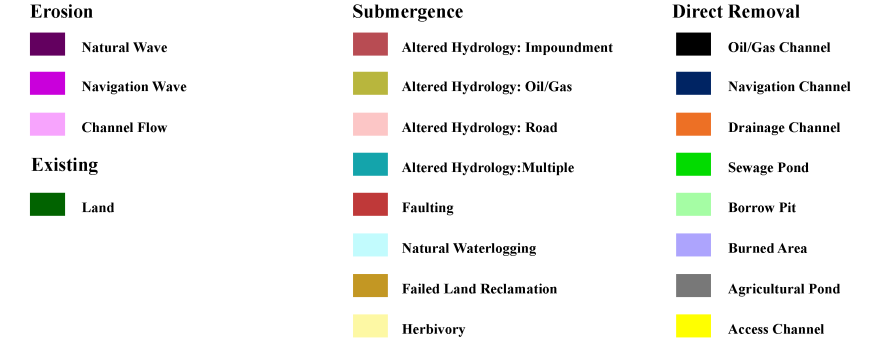 Erosion
Natural Wave
Navigation Wave
Channel Flow
Existing
Land
Submergence
Altered Hydrology: Impoundment
Altered Hydrology: Oil/Gas
Altered Hydrology: Road
Altered Hydrology:Multiple
Faulting
Natural Waterlogging
Failed Land Reclamation
Herbivory
Direct Removal
Oil/Gas Channel
Navigation Channel
Drainage Channel
Sewage Pond
Borrow Pit
Burned Area
Agricultural Pond
Access Channel